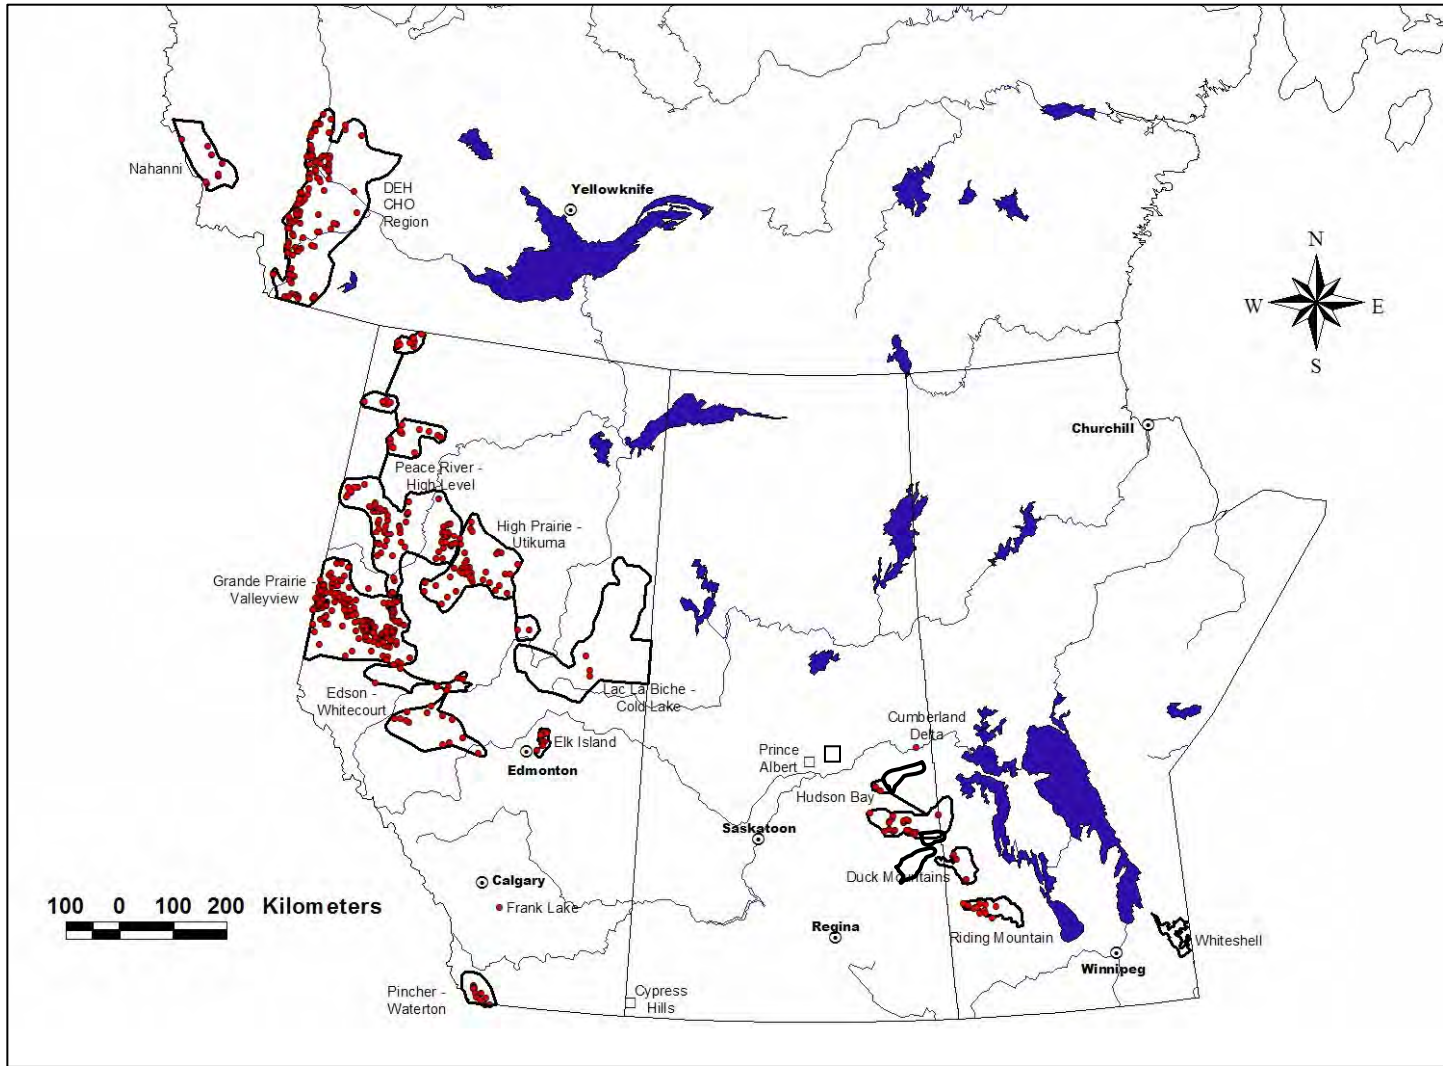 Nahanni
DEH
CHO
Region
Yellowknife
N
W
E
S
Churchill
Peace River -
High Level
High Prairie -
Utikuma
Grande Prairie -
Valleyview
Edson -
Whitecourt
Lac La Biche -
Cold Lake
Elk Island
Edmonton
Cumberland
Delta
Prince
Albert
Hudson Bay
Saskatoon
Duck Mountains
Calgary
Frank Lake
100 0 100 200 Kilometers
Regina
Riding Mountain
Whiteshell
Winnipeg
Pincher -
Waterton
Cypress
Hills